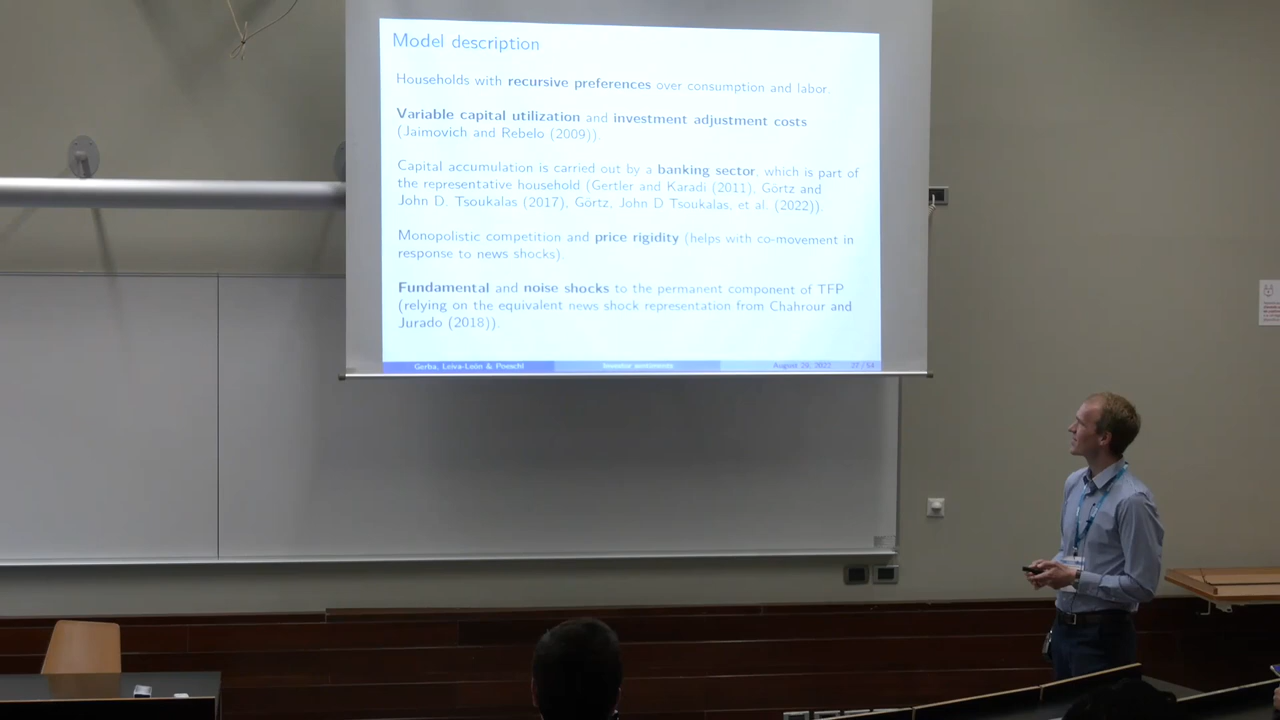 Model description
Households with recursive preferences over consumption and labor.
Variable capital utilization and investment adjustment costs
(Jaimovich and Rebelo (2009)).
Capital accumulation is carried out by a banking sector, which is part of
the representative household (Gertler and Karadi (2011), Görtz and
John D. Tsoukalas (2017), Görtz, John D Tsoukalas, et al. (2022)).
Monopolistic competition and price rigidity (helps with co-movement in
response to news shocks).
Fundamental and noise shocks to the permanent component of TFP
(relying on the equivalent news shock representation from Chahrour and
Jurado (2018)).
Gerba, Leiva-León & Poeschl Investor sentiments August 29, 2022 27 / 54